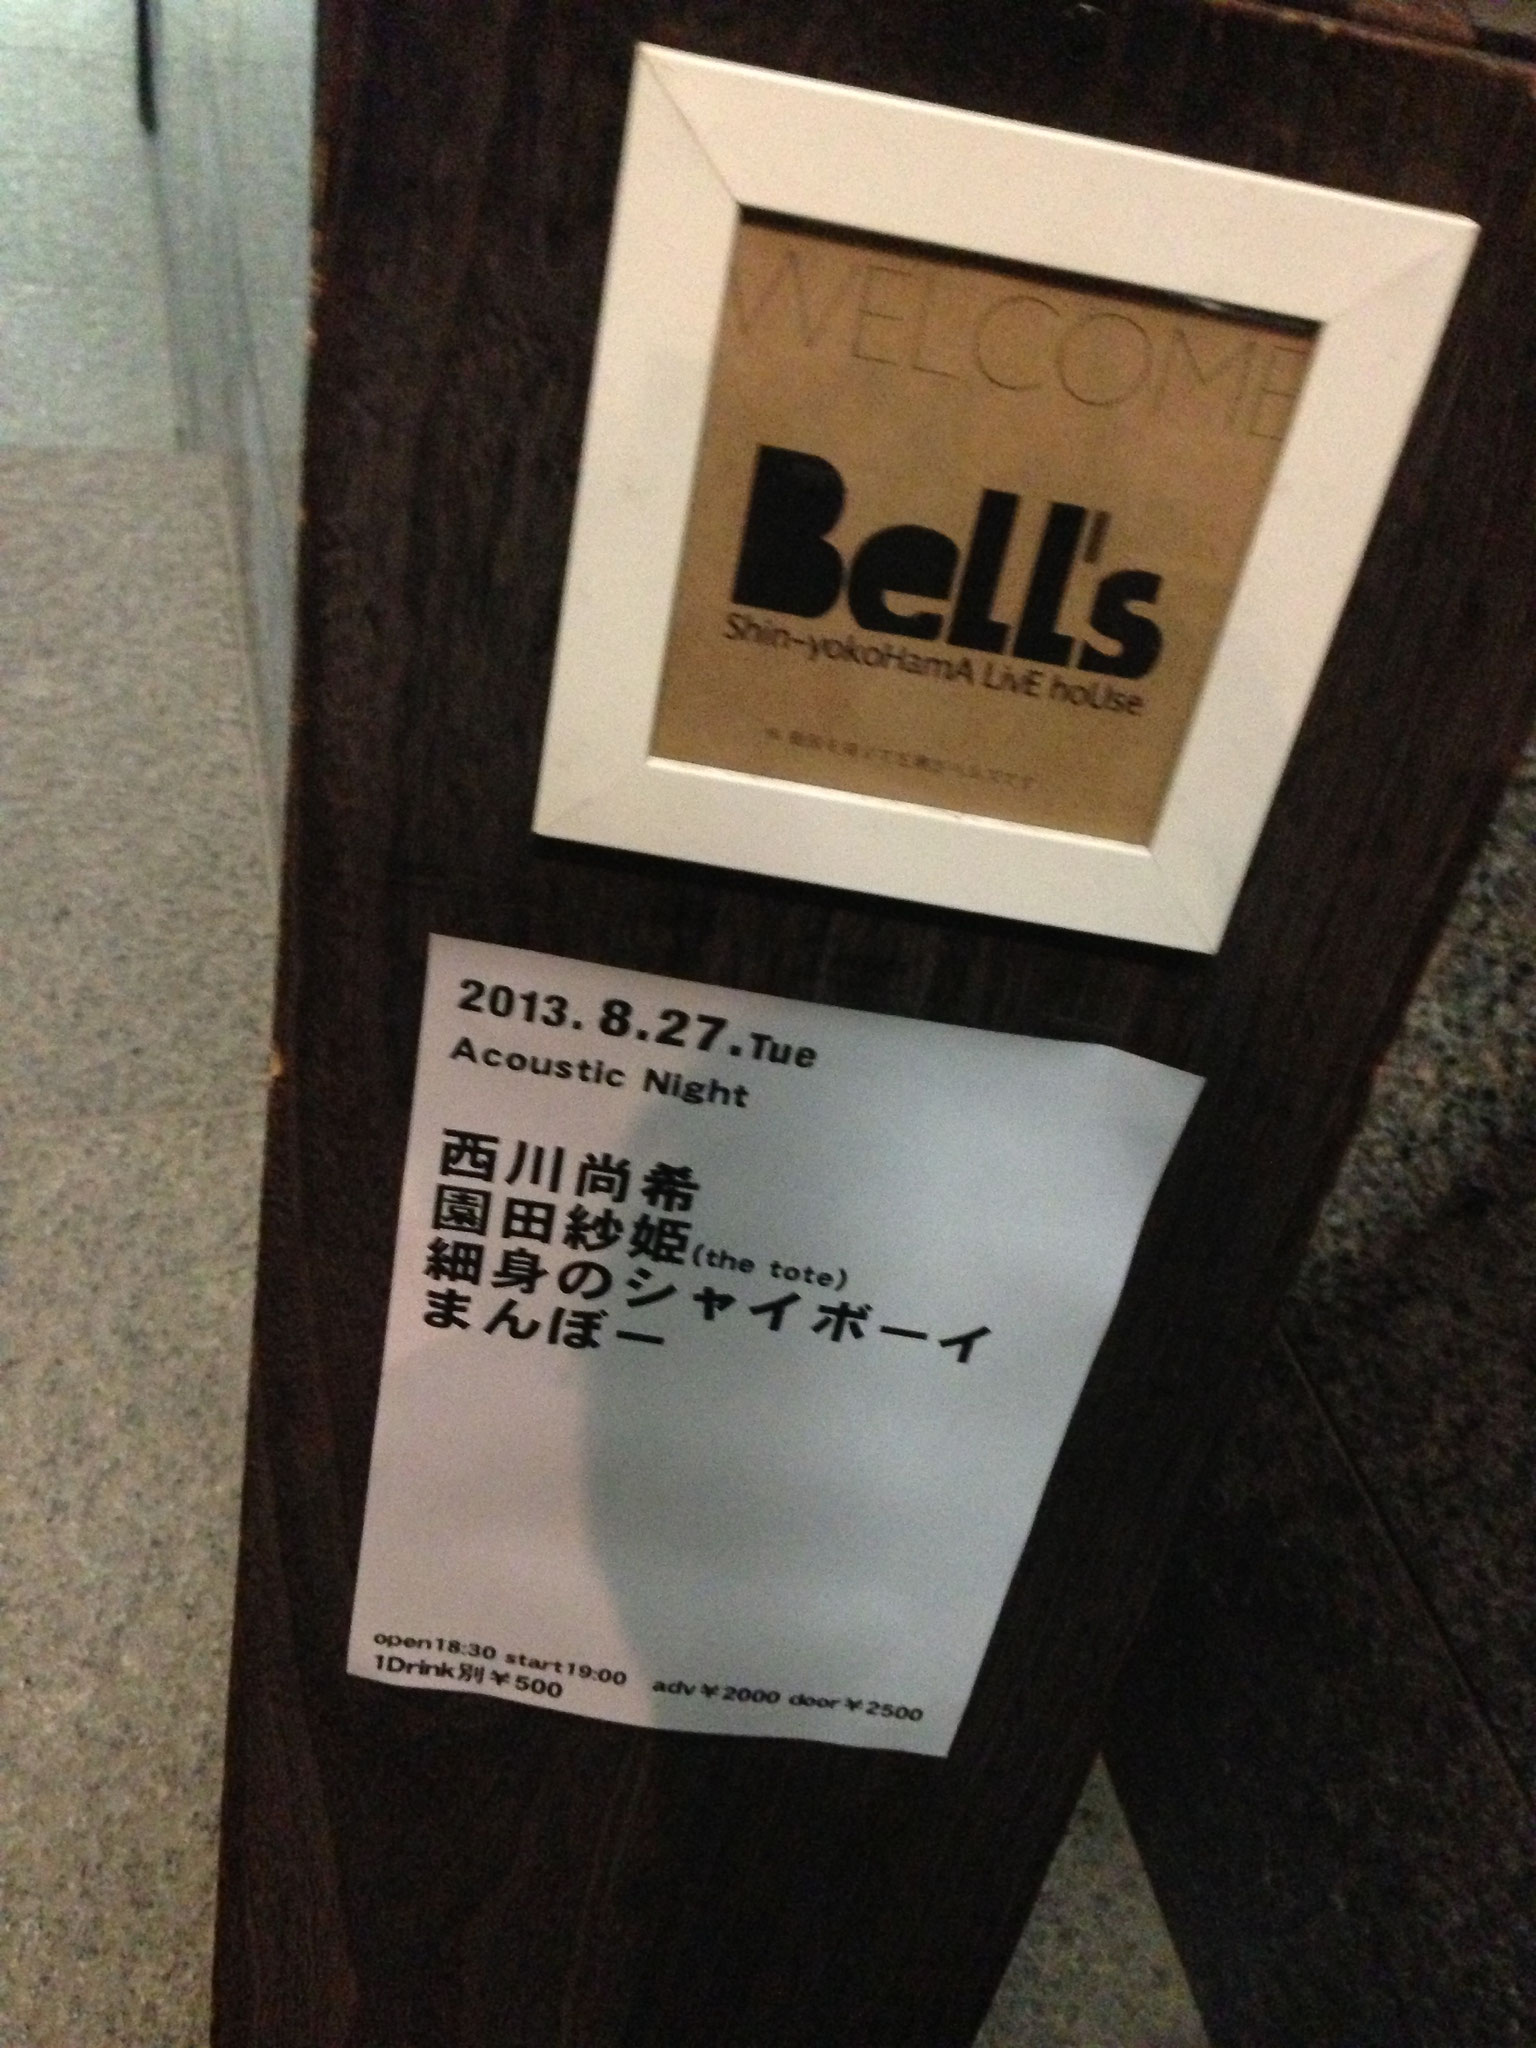 WELCOME
Bell's
Shin-yokoHamA LivE hoUse
2013. 8.27.Tue
Acoustic Night
西川尚希
園田紗姫(the tote)
細身のシャイボーイ
まんぼー
open18:30 start19:00 adv￥2000 door￥2500
1Drink別￥500